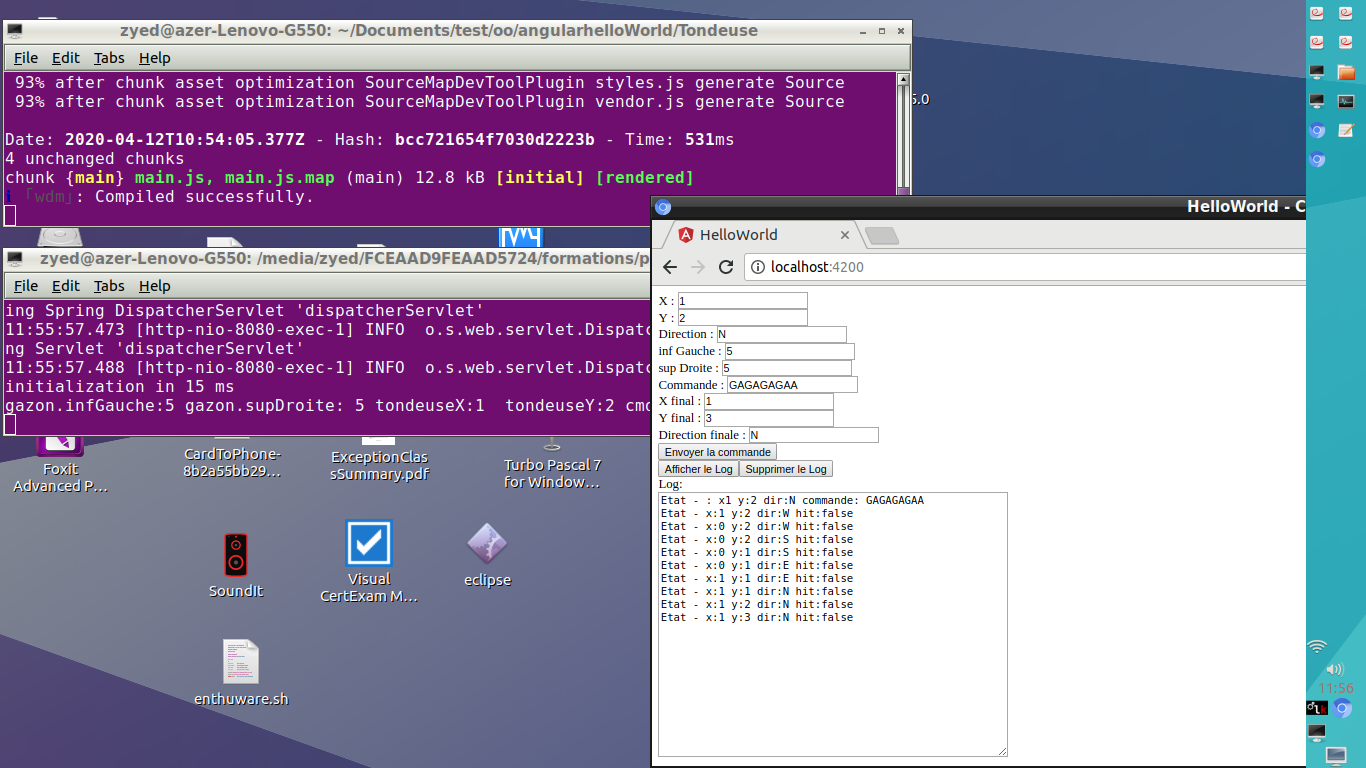 zyed@azer-Lenovo-G550: ~/Documents/test/oo/angularhelloWorld/Tondeuse
File Edit Tabs Help
93% after chunk asset optimization SourceMapDevToolPlugin styles.js generate Source
93% after chunk asset optimization SourceMapDevToolPlugin vendor.js generate Source
Date: 2020-04-12T10:54:05.377Z - Hash: bcc721654f7030d2223b - Time: 531ms
4 unchanged chunks
chunk {main} main.js, main.js.map (main) 12.8 kB [initial] [rendered]
i ｢wdm｣: Compiled successfully.
5.0
zyed@azer-Lenovo-G550: /media/zyed/FCEAAD9FEAAD5724/formations/p
File Edit Tabs Help
ing Spring DispatcherServlet 'dispatcherServlet'
11:55:57.473 [http-nio-8080-exec-1] INFO o.s.web.servlet.Dispatc
ng Servlet 'dispatcherServlet'
11:55:57.488 [http-nio-8080-exec-1] INFO o.s.web.servlet.Dispatc
initialization in 15 ms
gazon.infGauche:5 gazon.supDroite: 5 tondeuseX:1 tondeuseY:2 cmd
HelloWorld - C
HelloWorld
localhost:4200
X : 1
Y : 2
Direction : N
inf Gauche : 5
sup Droite : 5
Commande : GAGAGAGAA
X final : 1
Y final : 3
Direction finale : N
Envoyer la commande
Afficher le Log Supprimer le Log
Log:
Etat - : x1 y:2 dir:N commande: GAGAGAGAA
Etat - x:1 y:2 dir:W hit:false
Etat - x:0 y:2 dir:W hit:false
Etat - x:0 y:2 dir:S hit:false
Etat - x:0 y:1 dir:S hit:false
Etat - x:0 y:1 dir:E hit:false
Etat - x:1 y:1 dir:E hit:false
Etat - x:1 y:1 dir:N hit:false
Etat - x:1 y:2 dir:N hit:false
Etat - x:1 y:3 dir:N hit:false
Foxit
Advanced P...
CardToPhone-
8b2a55bb29...
ExceptionClas
sSummary.pdf
Turbo Pascal 7
for Window...
SoundIt
Visual
CertExam M...
eclipse
enthuware.sh
11:56